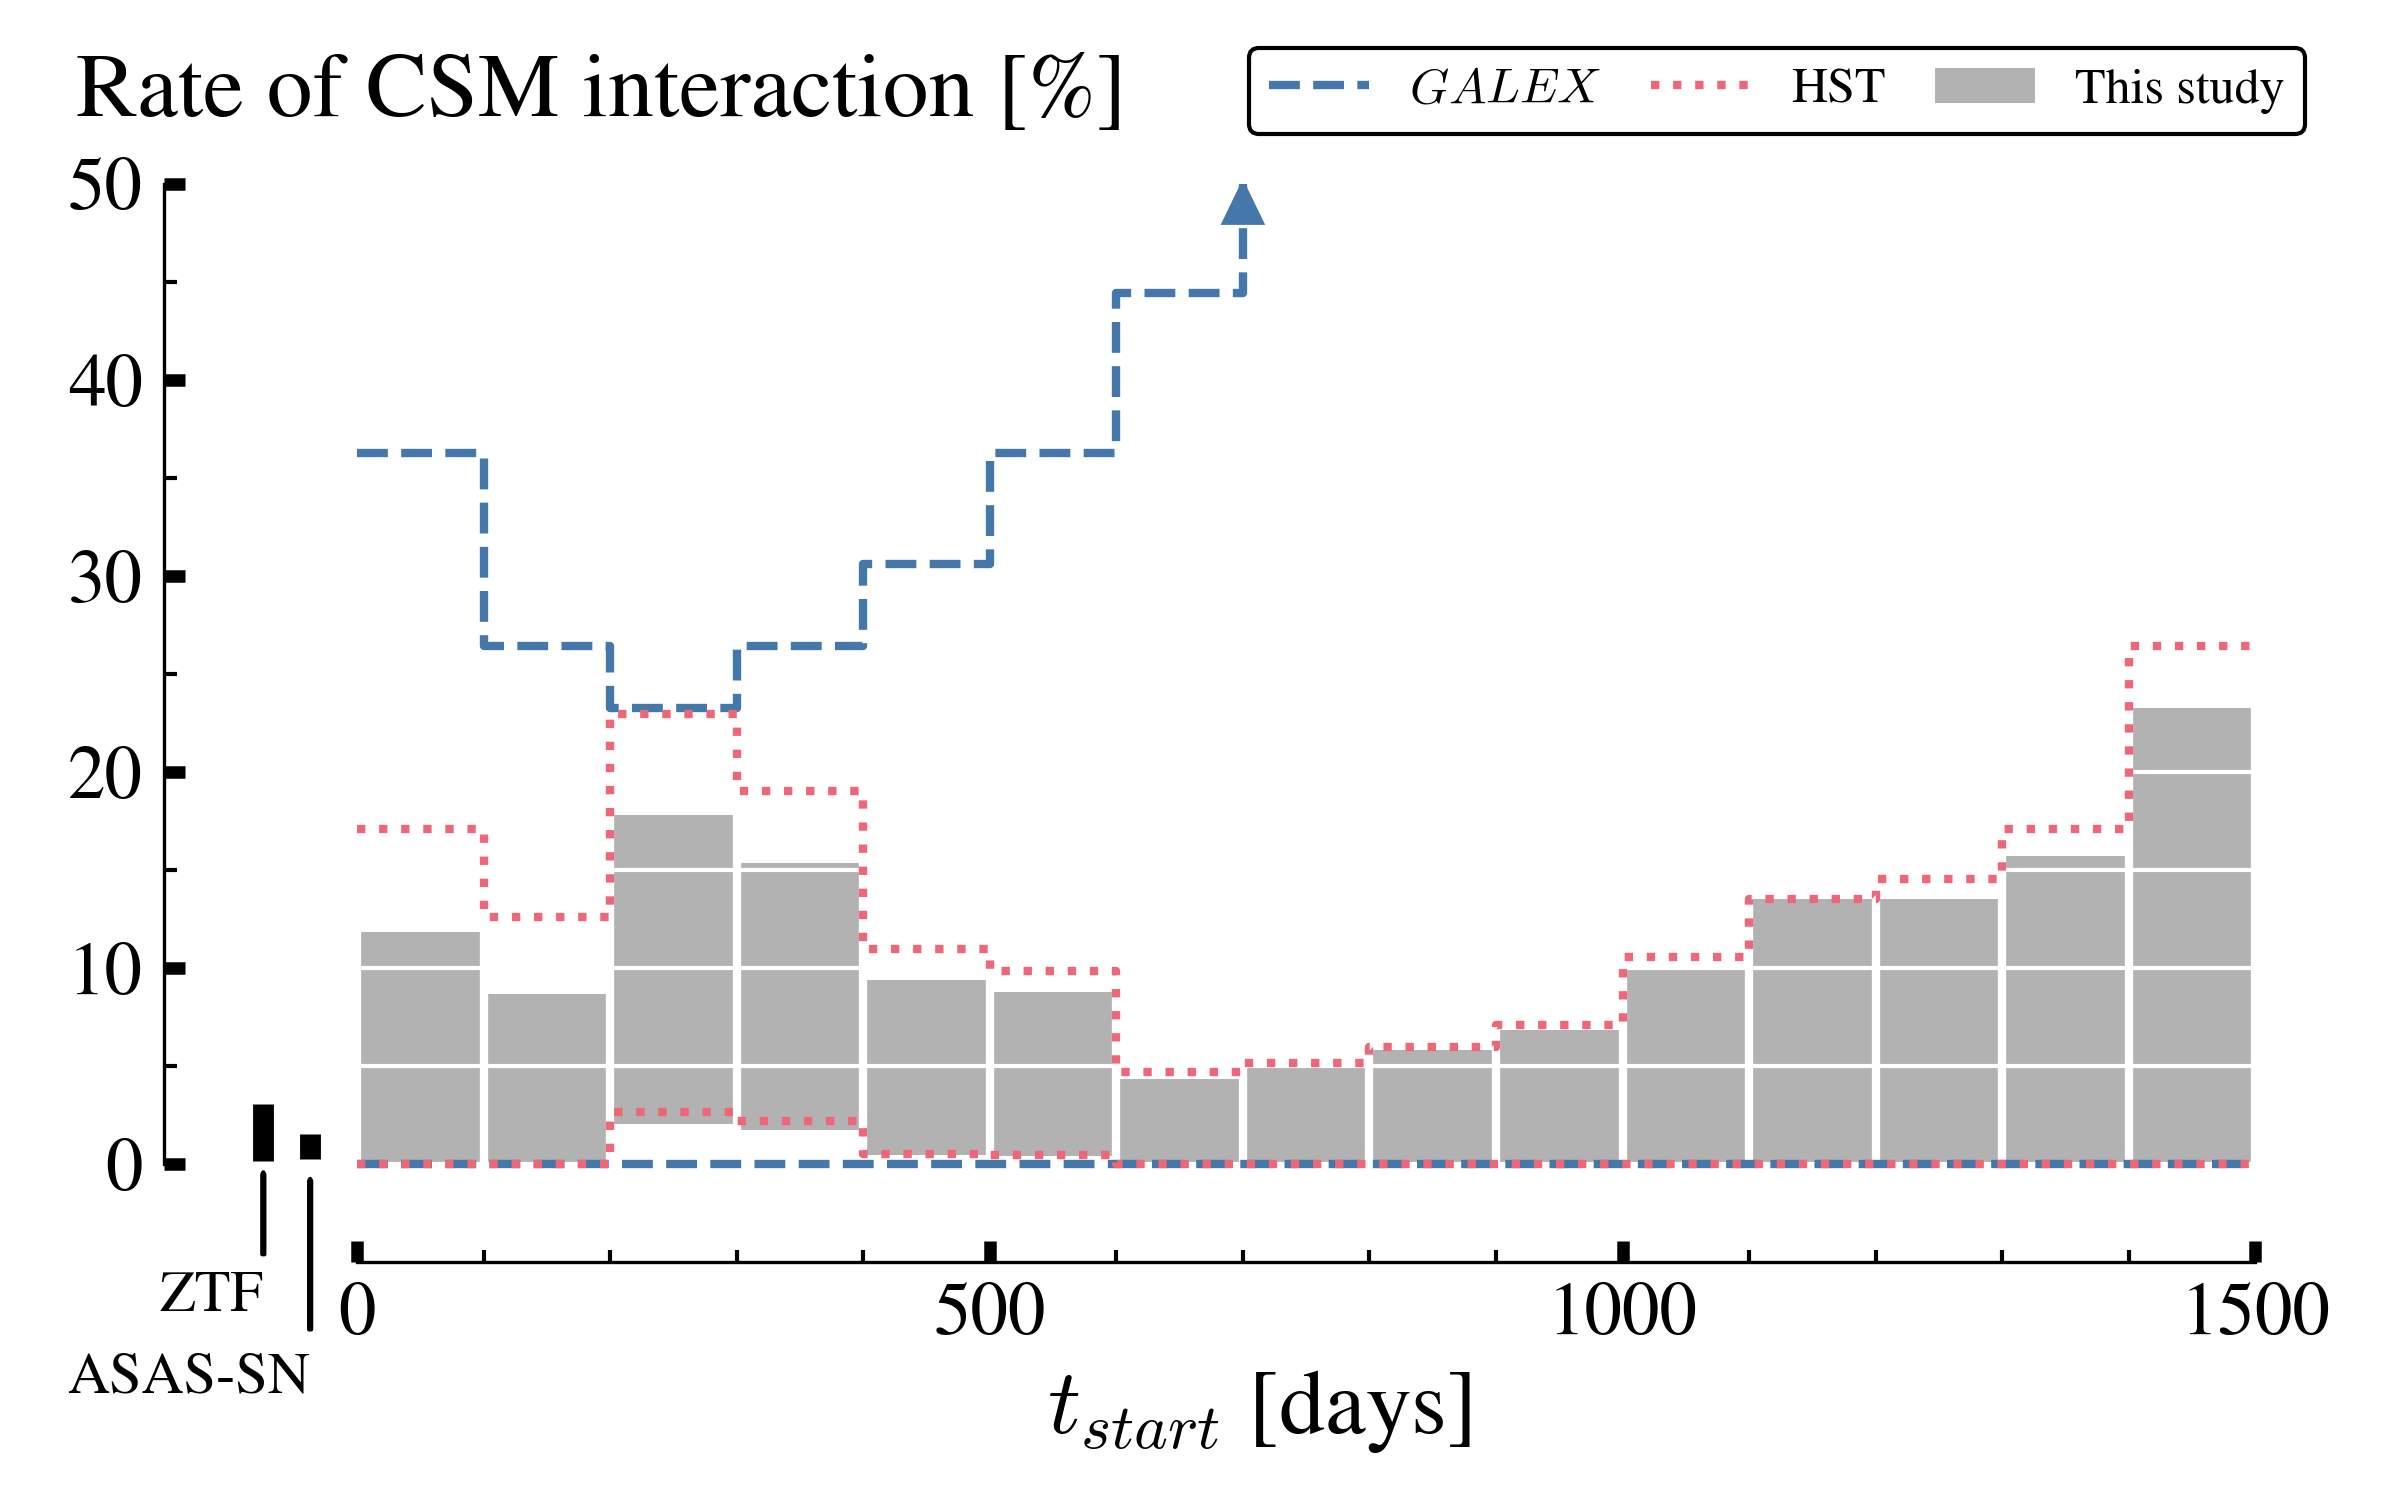 Rate of CSM interaction [%]
GALEX HST This study
50
40
30
20
10
0
ZTF
ASAS-SN
0 500 1000 1500
t_start [days]